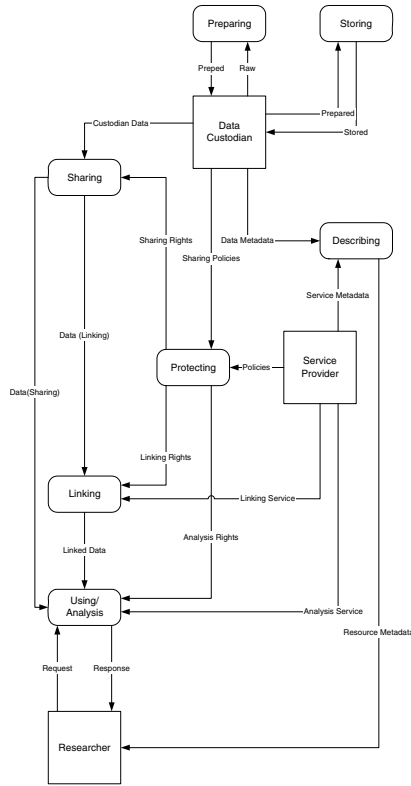 Preparing
Storing
Preped
Raw
Data
Custodian
Prepared
Stored
Custodian Data
Sharing
Sharing Rights
Data Metadata
Describing
Sharing Policies
Service Metadata
Data (Linking)
Service
Provider
Protecting
Policies
Data(Sharing)
Linking Rights
Linking
Linking Service
Analysis Rights
Linked Data
Using/
Analysis
Analysis Service
Resource Metadata
Request
Response
Researcher